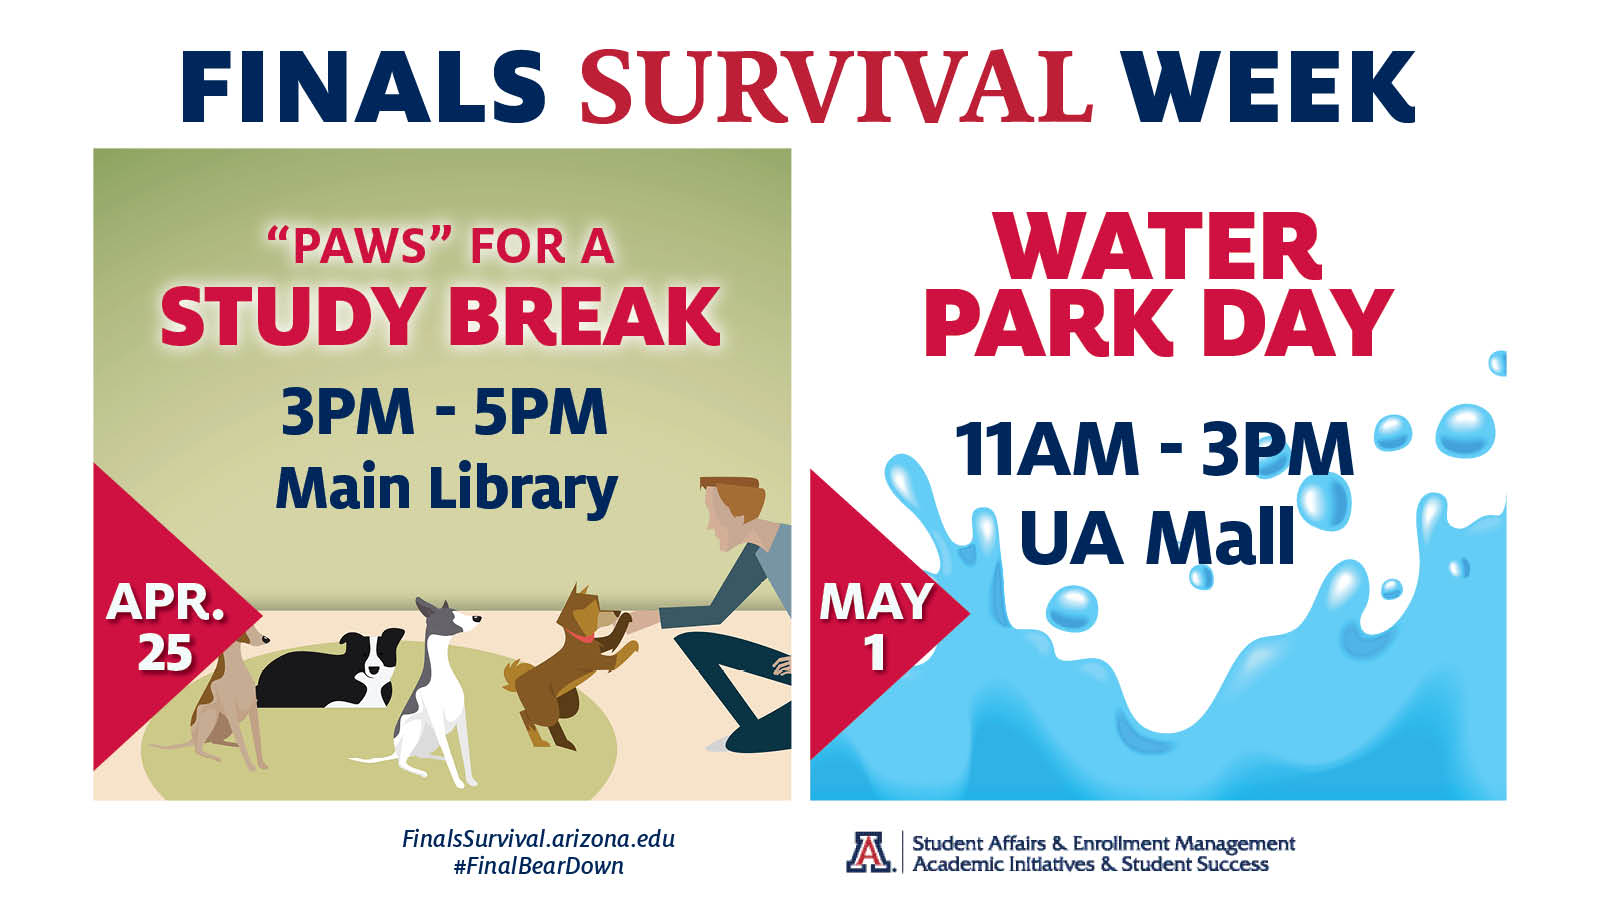 FINALS SURVIVAL WEEK
“PAWS” FOR A
STUDY BREAK
3PM - 5PM
Main Library
APR.
25
WATER
PARK DAY
11AM - 3PM
UA Mall
MAY
1
FinalsSurvival.arizona.edu
#FinalBearDown
A.
Student Affairs & Enrollment Management
Academic Initiatives & Student Success